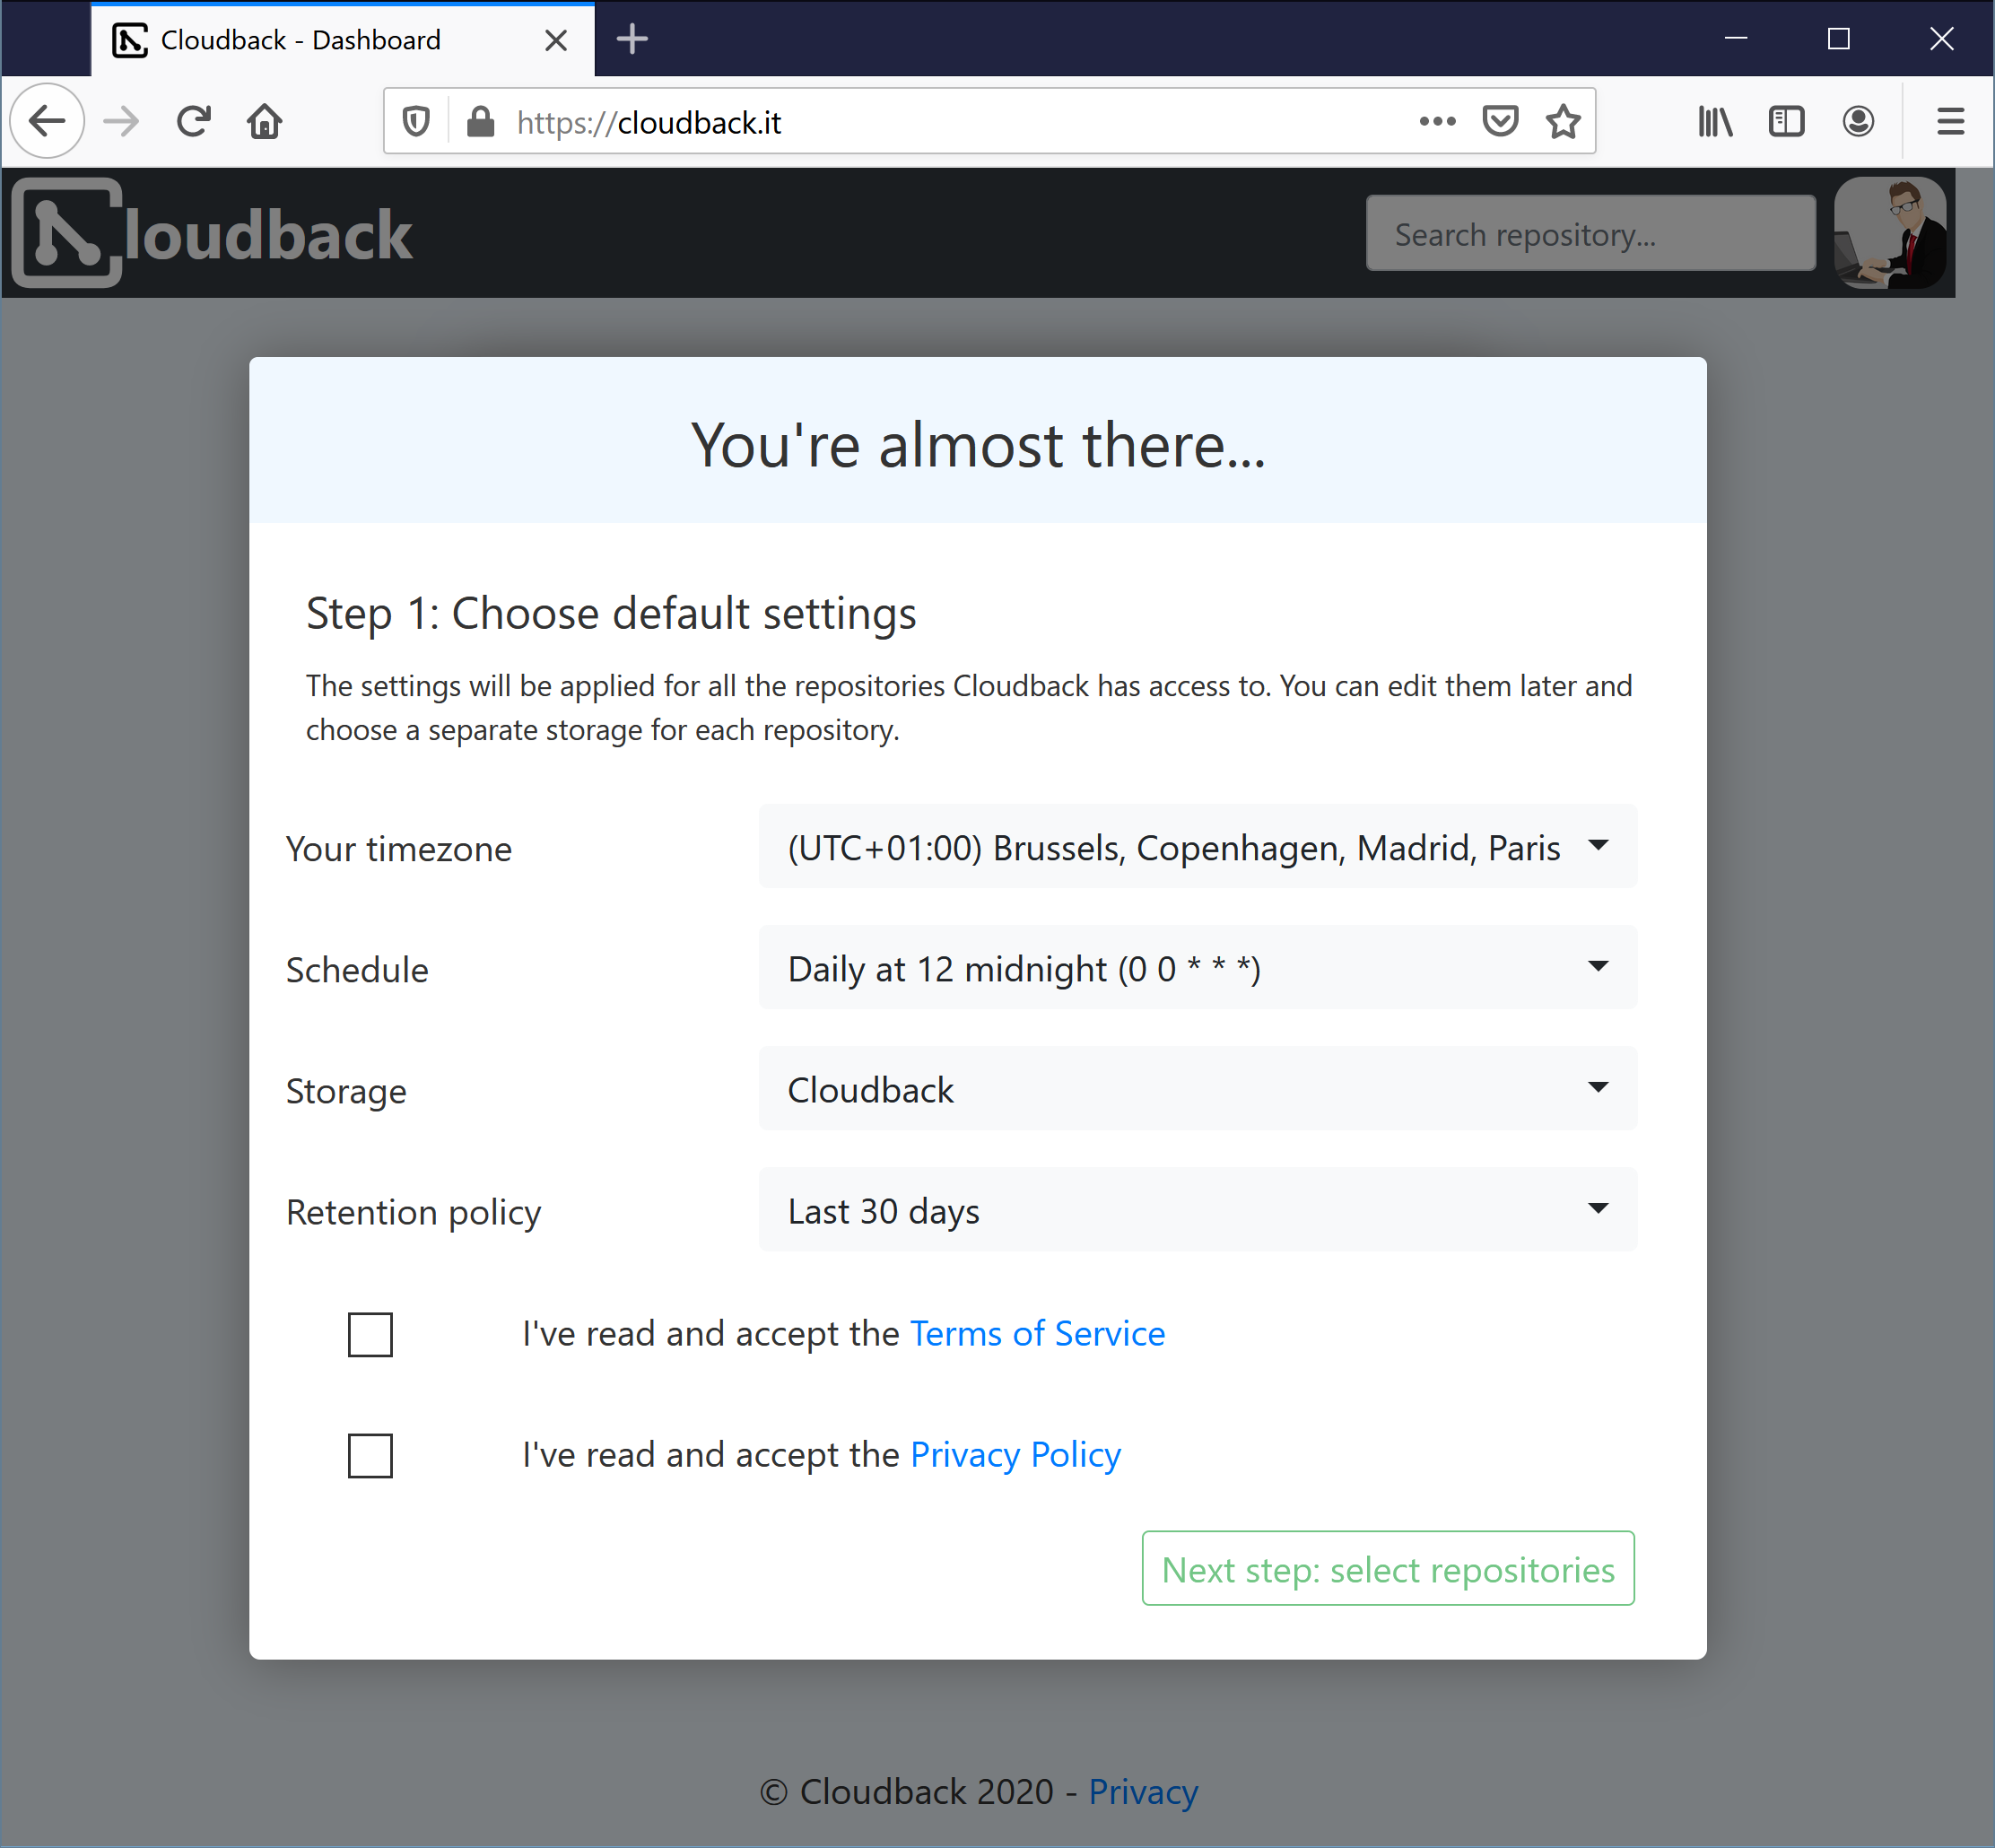 Cloudback - Dashboard
https://cloudback.it
Cloudback
Search repository...
You're almost there...
Step 1: Choose default settings
The settings will be applied for all the repositories Cloudback has access to. You can edit them later and
choose a separate storage for each repository.
Your timezone
(UTC+01:00) Brussels, Copenhagen, Madrid, Paris
Schedule
Daily at 12 midnight (0 0 * * *)
Storage
Cloudback
Retention policy
Last 30 days
I've read and accept the Terms of Service
I've read and accept the Privacy Policy
Next step: select repositories
© Cloudback 2020 - Privacy